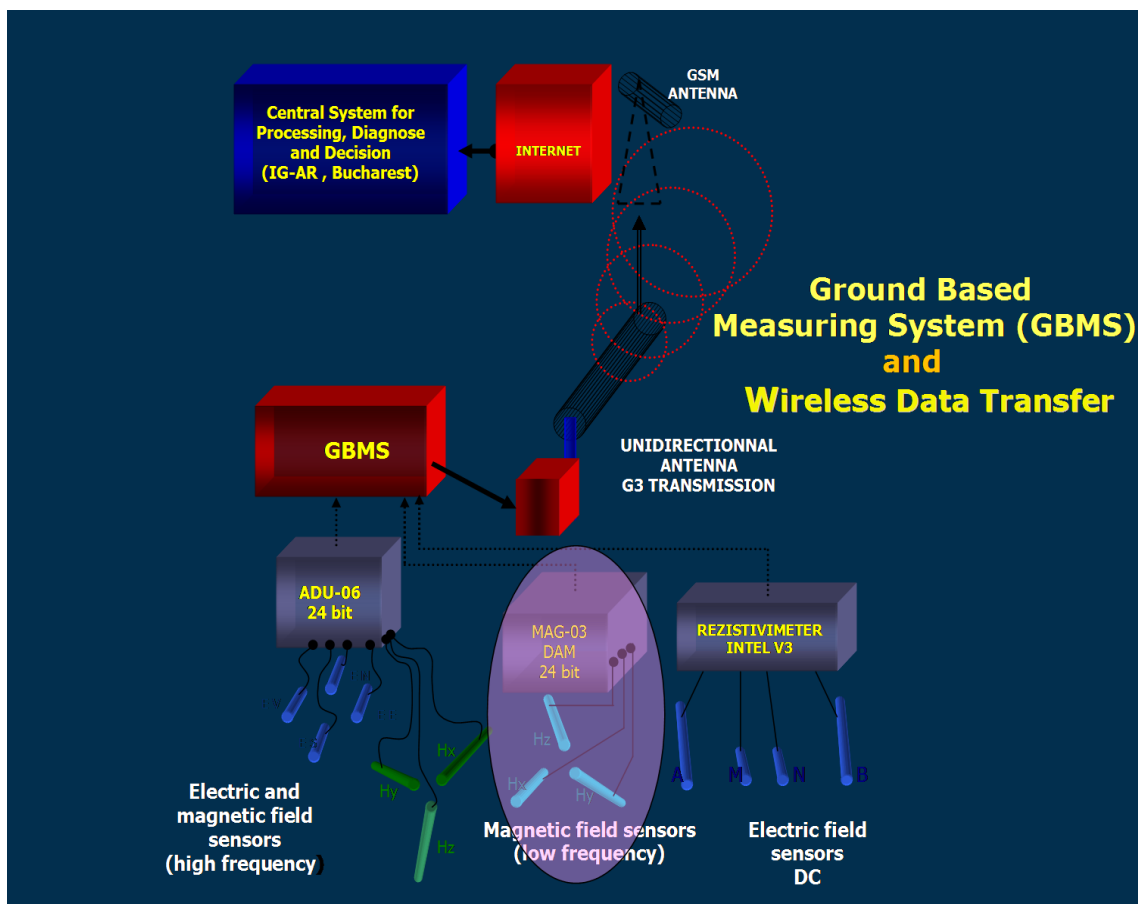 GSM
ANTENNA
Central System for
Processing, Diagnose
and Decision
(IG-AR , Bucharest)
INTERNET
Ground Based
Measuring System (GBMS)
and
Wireless Data Transfer
GBMS
UNIDIRECTIONNAL
ANTENNA
G3 TRANSMISSION
ADU-06
24 bit
MAG-03
DAM
24 bit
REZISTIVIMETER
INTEL V3
Hz
Hx
Hy
Hx
Hy
Hz
A
M
N
B
Electric and
magnetic field
sensors
(high frequency)
Magnetic field sensors
(low frequency)
Electric field
sensors
DC